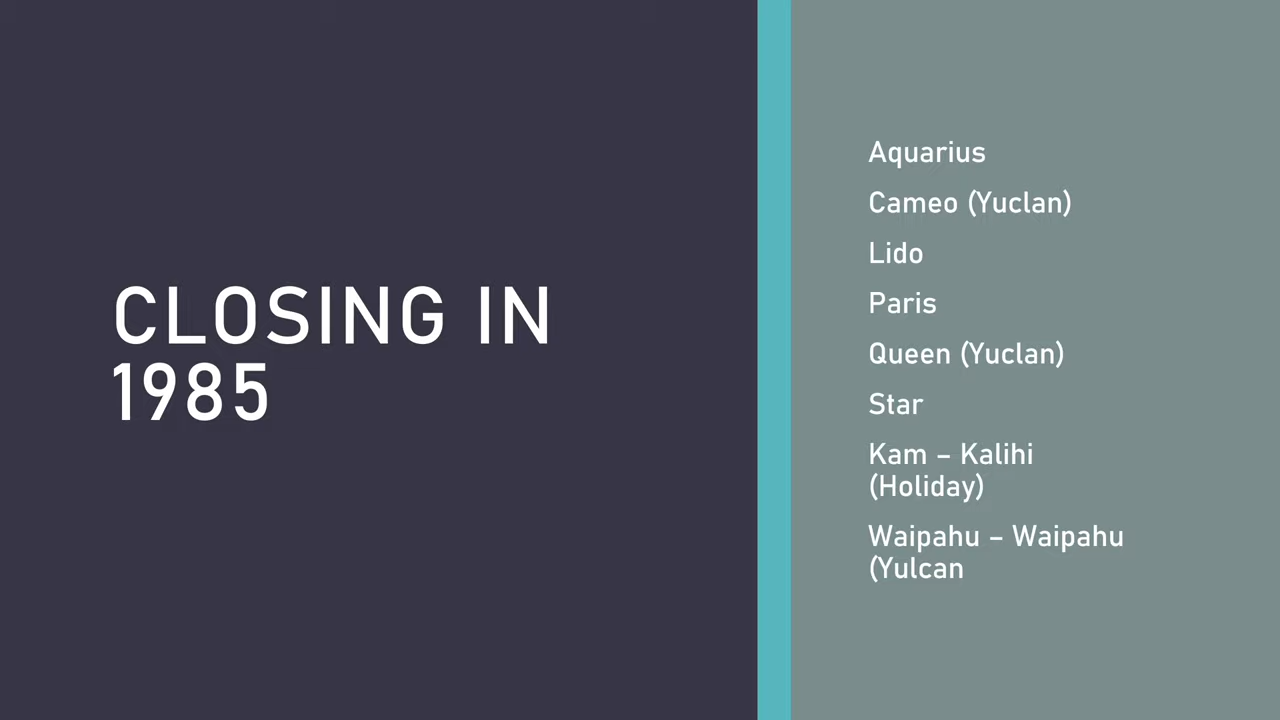 CLOSING IN
1985
Aquarius
Cameo (Yuclan)
Lido
Paris
Queen (Yuclan)
Star
Kam – Kalihi
(Holiday)
Waipahu – Waipahu
(Yulcan